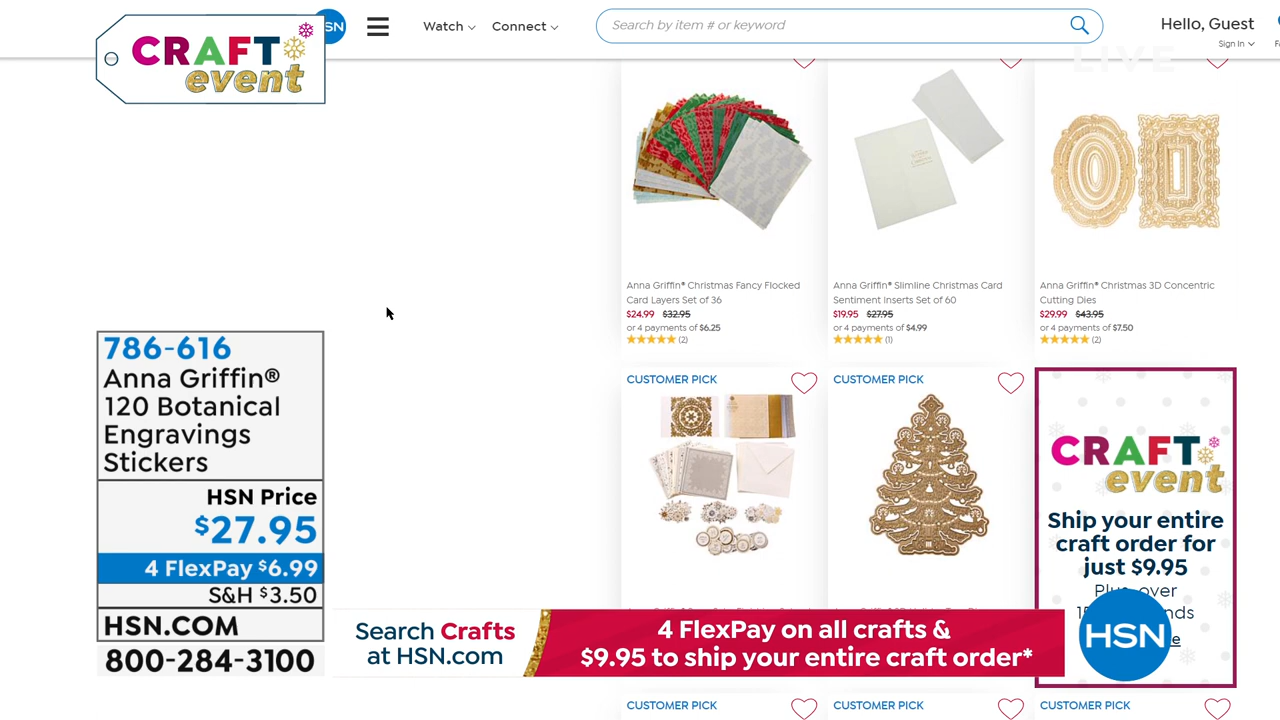 CRAFT
event
SN
Watch
Connect
Search by item # or keyword
Hello, Guest
Sign In
LIVE
Anna Griffin® Christmas Fancy Flocked
Card Layers Set of 36
$24.99 $32.95
or 4 payments of $6.25
(2)
Anna Griffin® Slimline Christmas Card
Sentiment Inserts Set of 60
$19.95 $27.95
or 4 payments of $4.99
(1)
Anna Griffin® Christmas 3D Concentric
Cutting Dies
$29.99 $43.95
or 4 payments of $7.50
(2)
786-616
Anna Griffin®
120 Botanical
Engravings
Stickers
HSN Price
$27.95
4 FlexPay $6.99
S&H $3.50
HSN.COM
800-284-3100
CUSTOMER PICK
CUSTOMER PICK
CRAFT
event
Ship your entire
craft order for
just $9.95
Plus over
Search Crafts
at HSN.com
4 FlexPay on all crafts &
$9.95 to ship your entire craft order*
HSN
CUSTOMER PICK
CUSTOMER PICK
CUSTOMER PICK